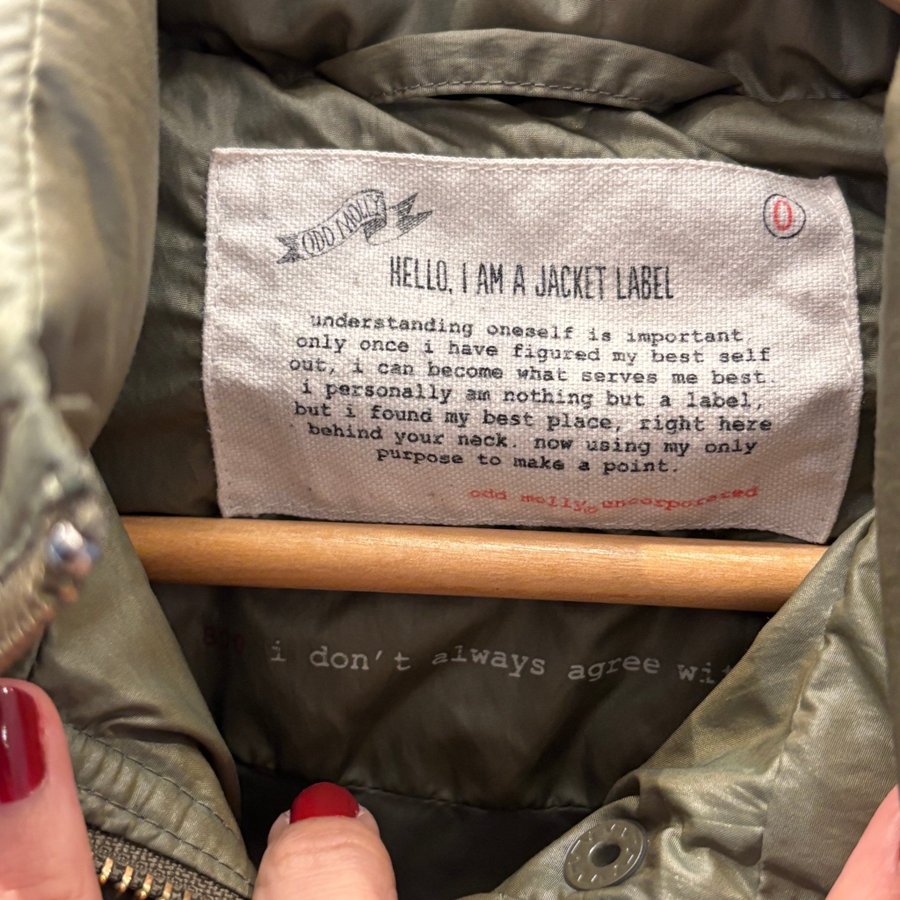 ODD MOLLY
0
HELLO, I AM A JACKET LABEL
understanding oneself is important,
only once i have figured my best self
out, i can become what serves me best.
i personally am nothing but a label,
but i found my best place, right here
behind your neck. now using my only
purpose to make a point.
odd molly uncorporated
i don't always agree